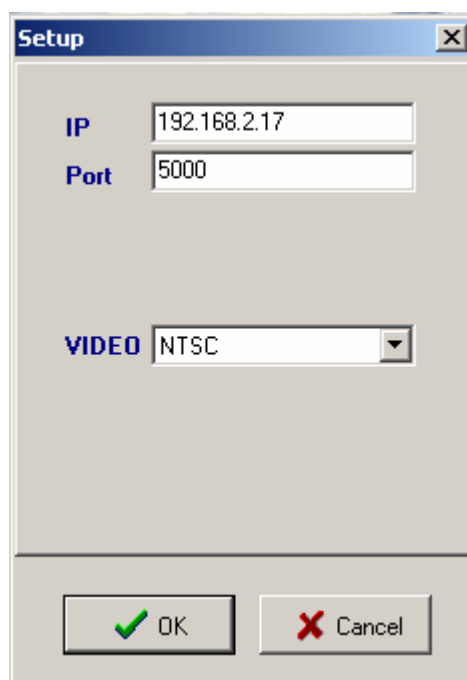 Setup
IP 192.168.2.17
Port 5000
VIDEO NTSC
OK Cancel